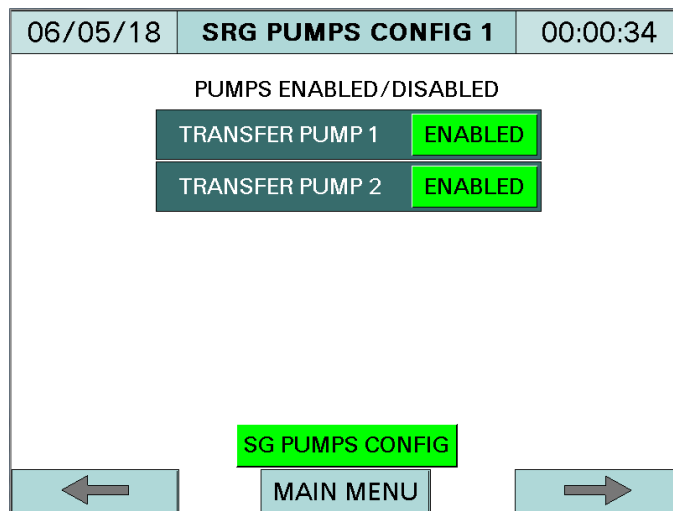 06/05/18 SRG PUMPS CONFIG 1 00:00:34
PUMPS ENABLED/DISABLED
TRANSFER PUMP 1 ENABLED
TRANSFER PUMP 2 ENABLED
SG PUMPS CONFIG
MAIN MENU